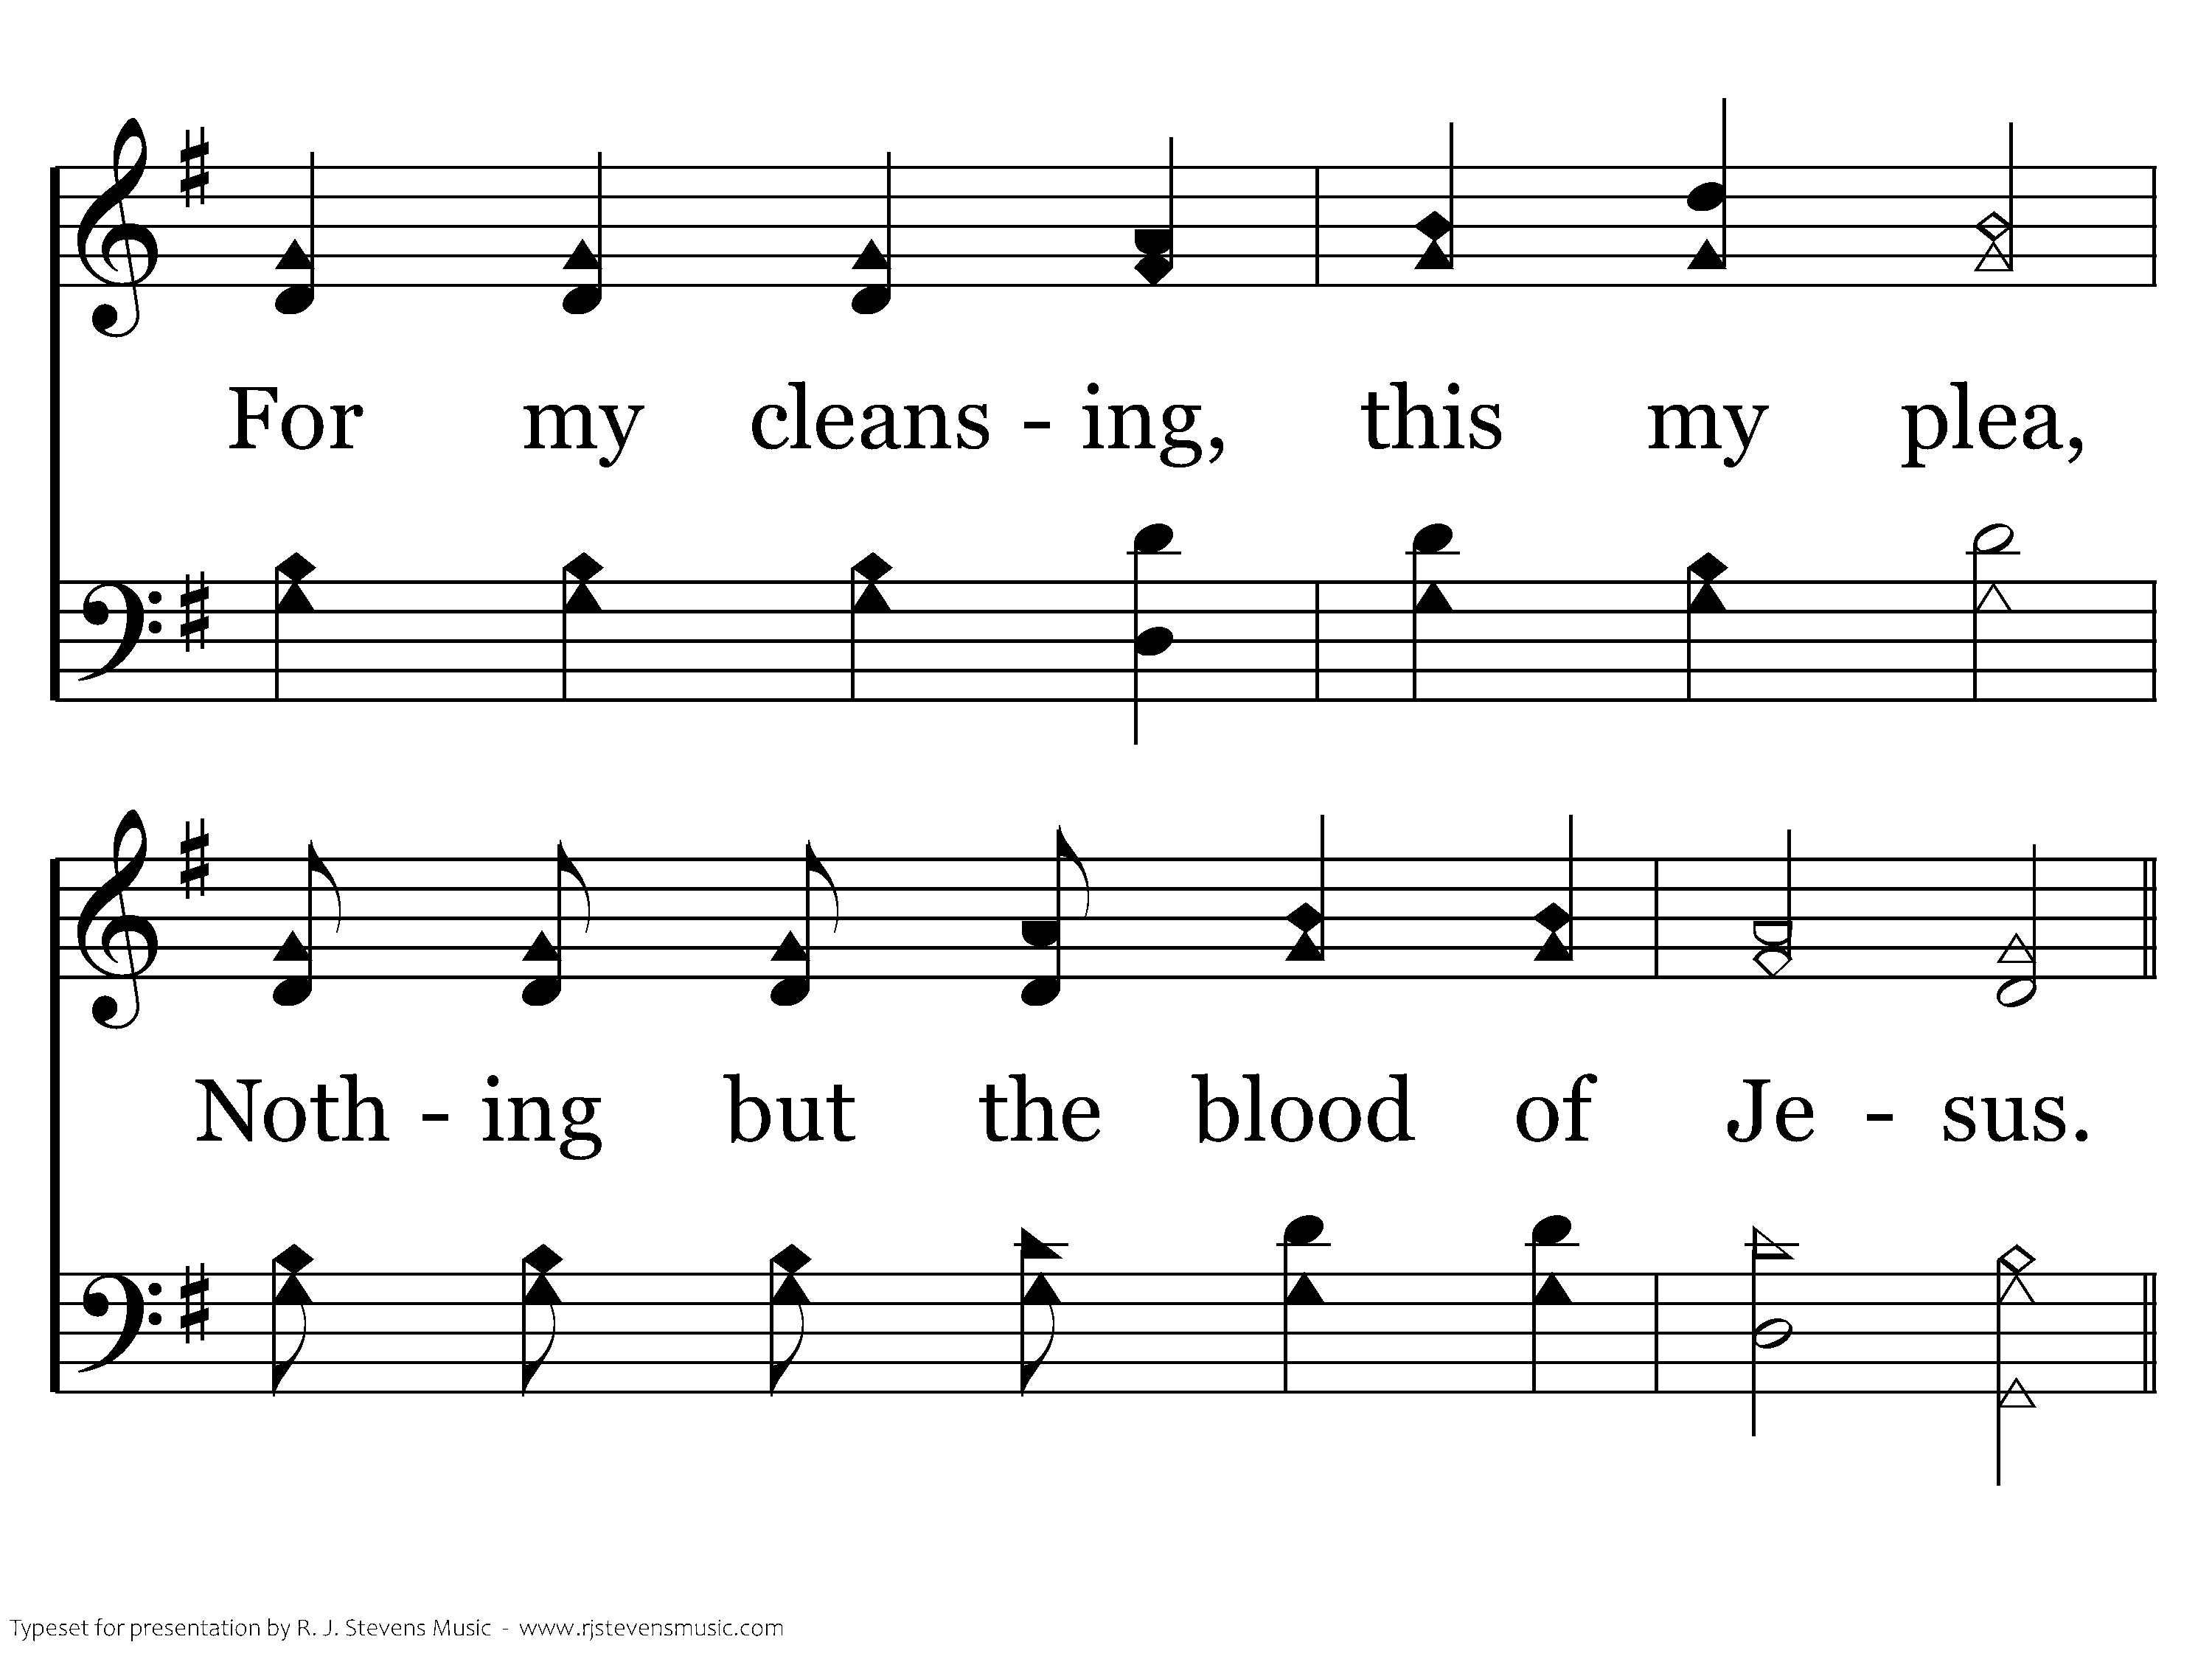 For my cleans - ing, this my plea,
Noth - ing but the blood of Je - sus.
Typeset for presentation by R. J. Stevens Music - www.rjstevensmusic.com